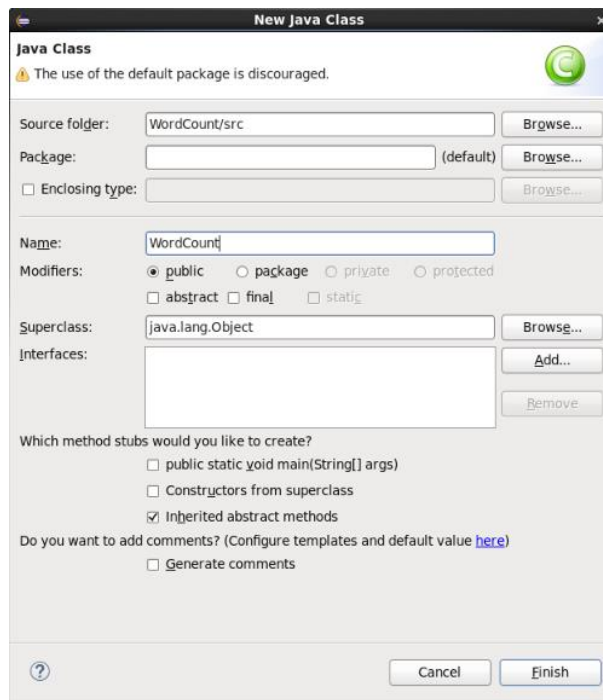 New Java Class
Java Class
The use of the default package is discouraged.
Source folder: WordCount/src Browse...
Package: (default) Browse...
Enclosing type: Browse...
Name: WordCount
Modifiers: public package private protected
abstract final static
Superclass: java.lang.Object Browse...
Interfaces: Add...
Remove
Which method stubs would you like to create?
public static void main(String[] args)
Constructors from superclass
Inherited abstract methods
Do you want to add comments? (Configure templates and default value here)
Generate comments
? Cancel Finish